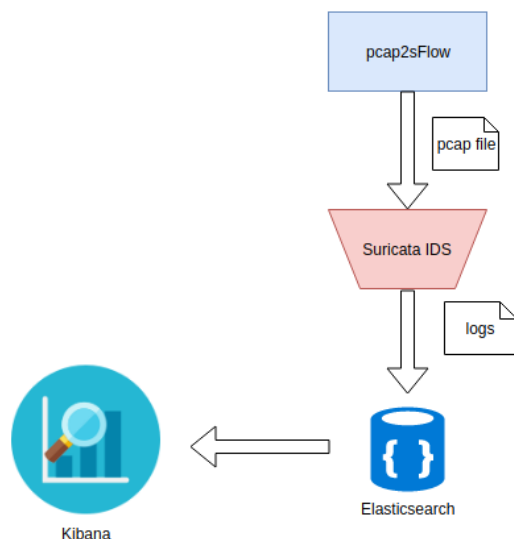 pcap2sFlow
pcap file
Suricata IDS
logs
{ }
Elasticsearch
Kibana